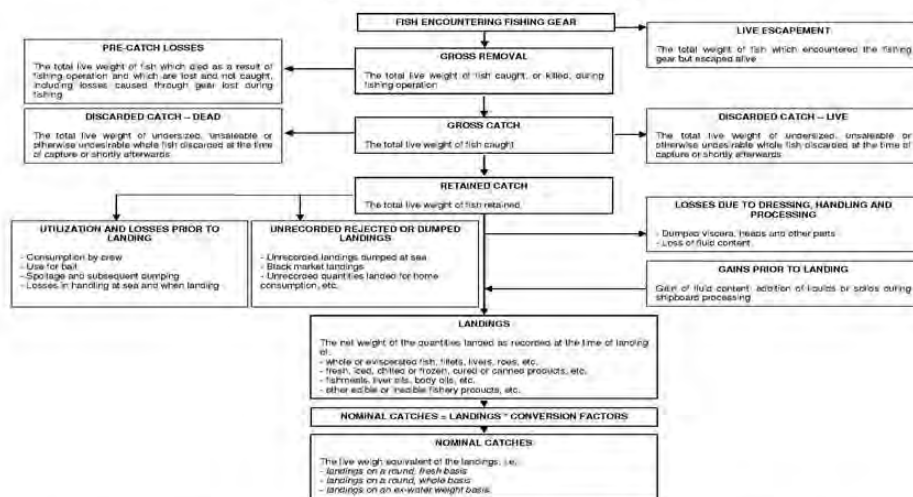 FISH ENCOUNTERING FISHING GEAR
LIVE ESCAPEMENT
The total weight of fish which encountered the fishing
gear but escaped alive
PRE-CATCH LOSSES
The total live weight of fish which died as a result of
fishing operation and which are lost and not caught,
including losses caused through gear lost during
fishing
GROSS REMOVAL
The total live weight of fish caught, or killed, during
fishing operation
DISCARDED CATCH – DEAD
The total live weight of undersized, unsaleable or
otherwise undesirable whole fish discarded at the time
of capture or shortly afterwards
GROSS CATCH
The total live weight of fish caught
DISCARDED CATCH – LIVE
The total live weight of undersized, unsaleable or
otherwise undesirable whole fish discarded at the time of
capture or shortly afterwards
RETAINED CATCH
The total live weight of fish retained
UTILIZATION AND LOSSES PRIOR TO
LANDING
- Consumption by crew
- Use for bait
- Spoilage and subsequent dumping
- Losses in handling at sea and when landing
UNRECORDED REJECTED OR DUMPED
LANDINGS
- Unrecorded landings dumped at sea
- Black market landings
- Unrecorded quantities landed for home
consumption, etc.
LOSSES DUE TO DRESSING, HANDLING AND
PROCESSING
- Dumped viscera, heads and other parts
- Loss of fluid content
GAINS PRIOR TO LANDING
Gain of fluid content, addition of liquids or solids during
shipboard processing
LANDINGS
The net weight of the quantities landed as recorded at the time of landing
of:
- whole or eviscerated fish, fillets, livers, roes, etc.
- fresh, iced, chilled or frozen, cured or canned products, etc.
- fishmeals, liver oils, body oils, etc.
- other edible or inedible fishery products, etc.
NOMINAL CATCHES = LANDINGS * CONVERSION FACTORS
NOMINAL CATCHES
The live weigh equivalent of the landings, i.e.
- landings on a round, fresh basis
- landings on a round, whole basis
- landings on an ex-water weight basis